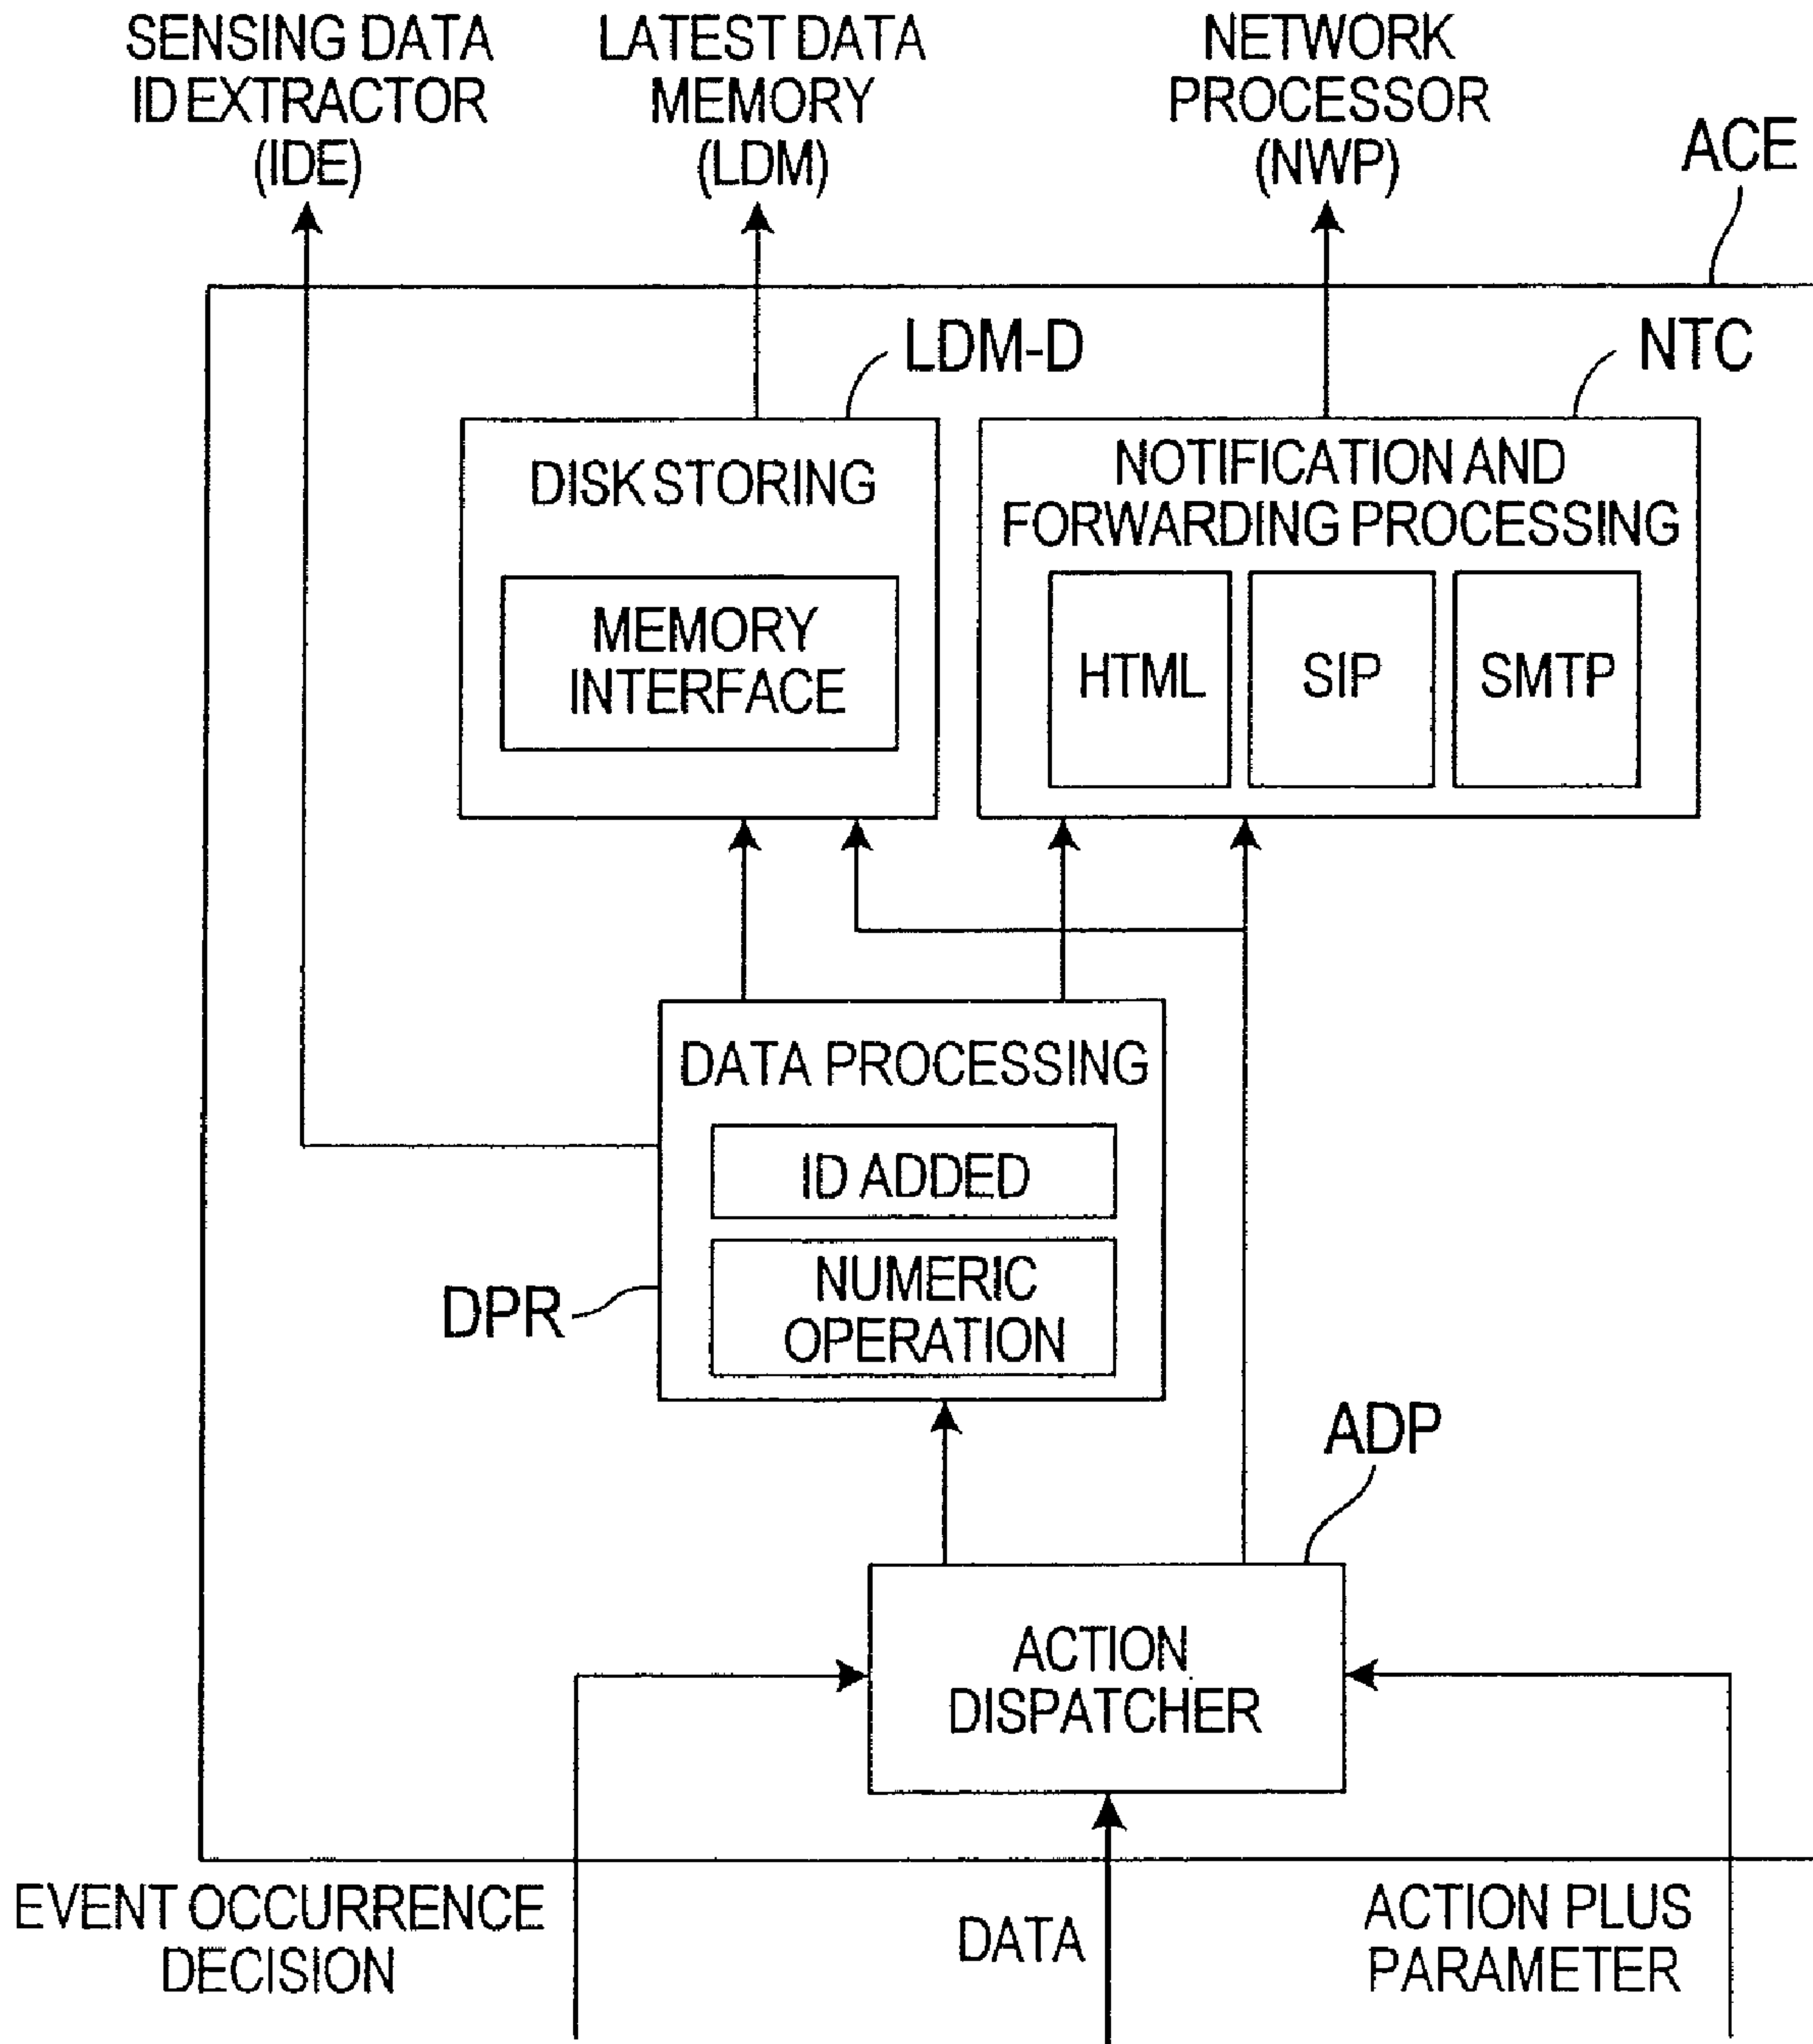 SENSING DATA
ID EXTRACTOR
(IDE)
LATEST DATA
MEMORY
(LDM)
NETWORK
PROCESSOR
(NWP)
ACE
LDM-D
NTC
DISK STORING
MEMORY
INTERFACE
NOTIFICATION AND
FORWARDING PROCESSING
HTML
SIP
SMTP
DATA PROCESSING
ID ADDED
NUMERIC
OPERATION
DPR
ADP
ACTION
DISPATCHER
EVENT OCCURRENCE
DECISION
DATA
ACTION PLUS
PARAMETER